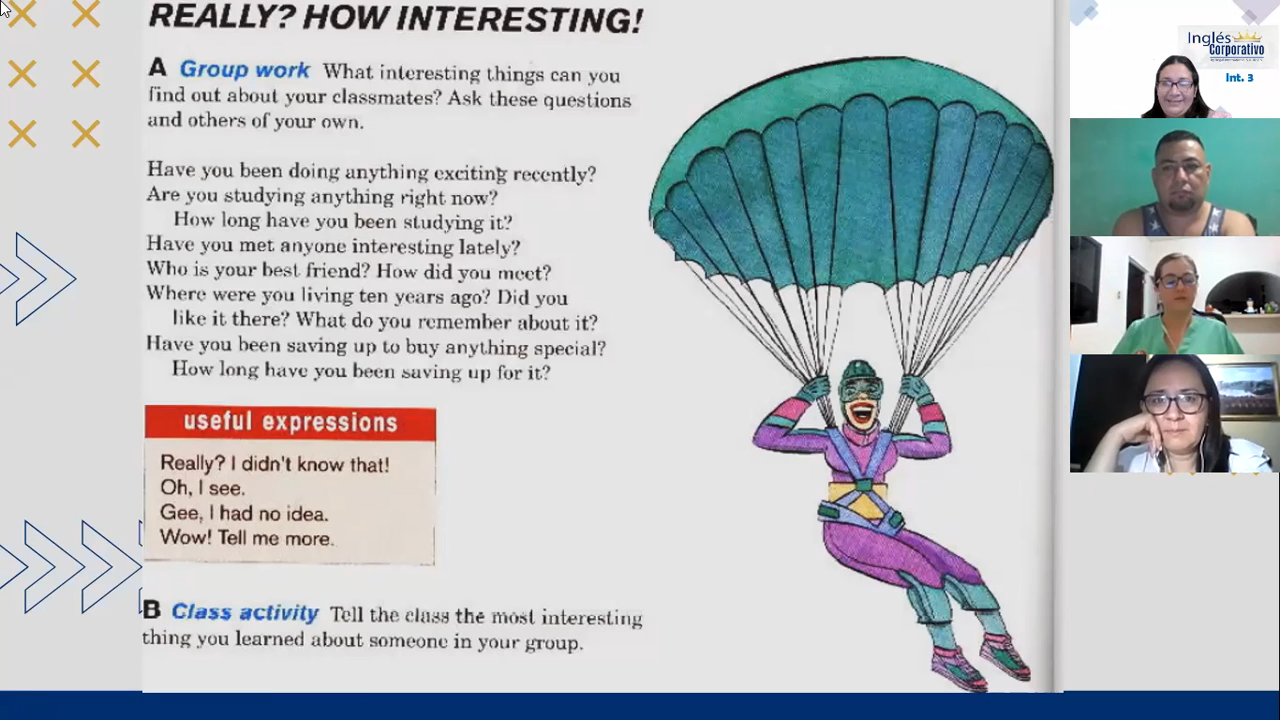 REALLY? HOW INTERESTING!
A Group work What interesting things can you
find out about your classmates? Ask these questions
and others of your own.
Have you been doing anything exciting recently?
Are you studying anything right now?
How long have you been studying it?
Have you met anyone interesting lately?
Who is your best friend? How did you meet?
Where were you living ten years ago? Did you
like it there? What do you remember about it?
Have you been saving up to buy anything special?
How long have you been saving up for it?
useful expressions
Really? I didn't know that!
Oh, I see.
Gee, I had no idea.
Wow! Tell me more.
B Class activity Tell the class the most interesting
thing you learned about someone in your group.
Inglés
Corporativo
Int. 3